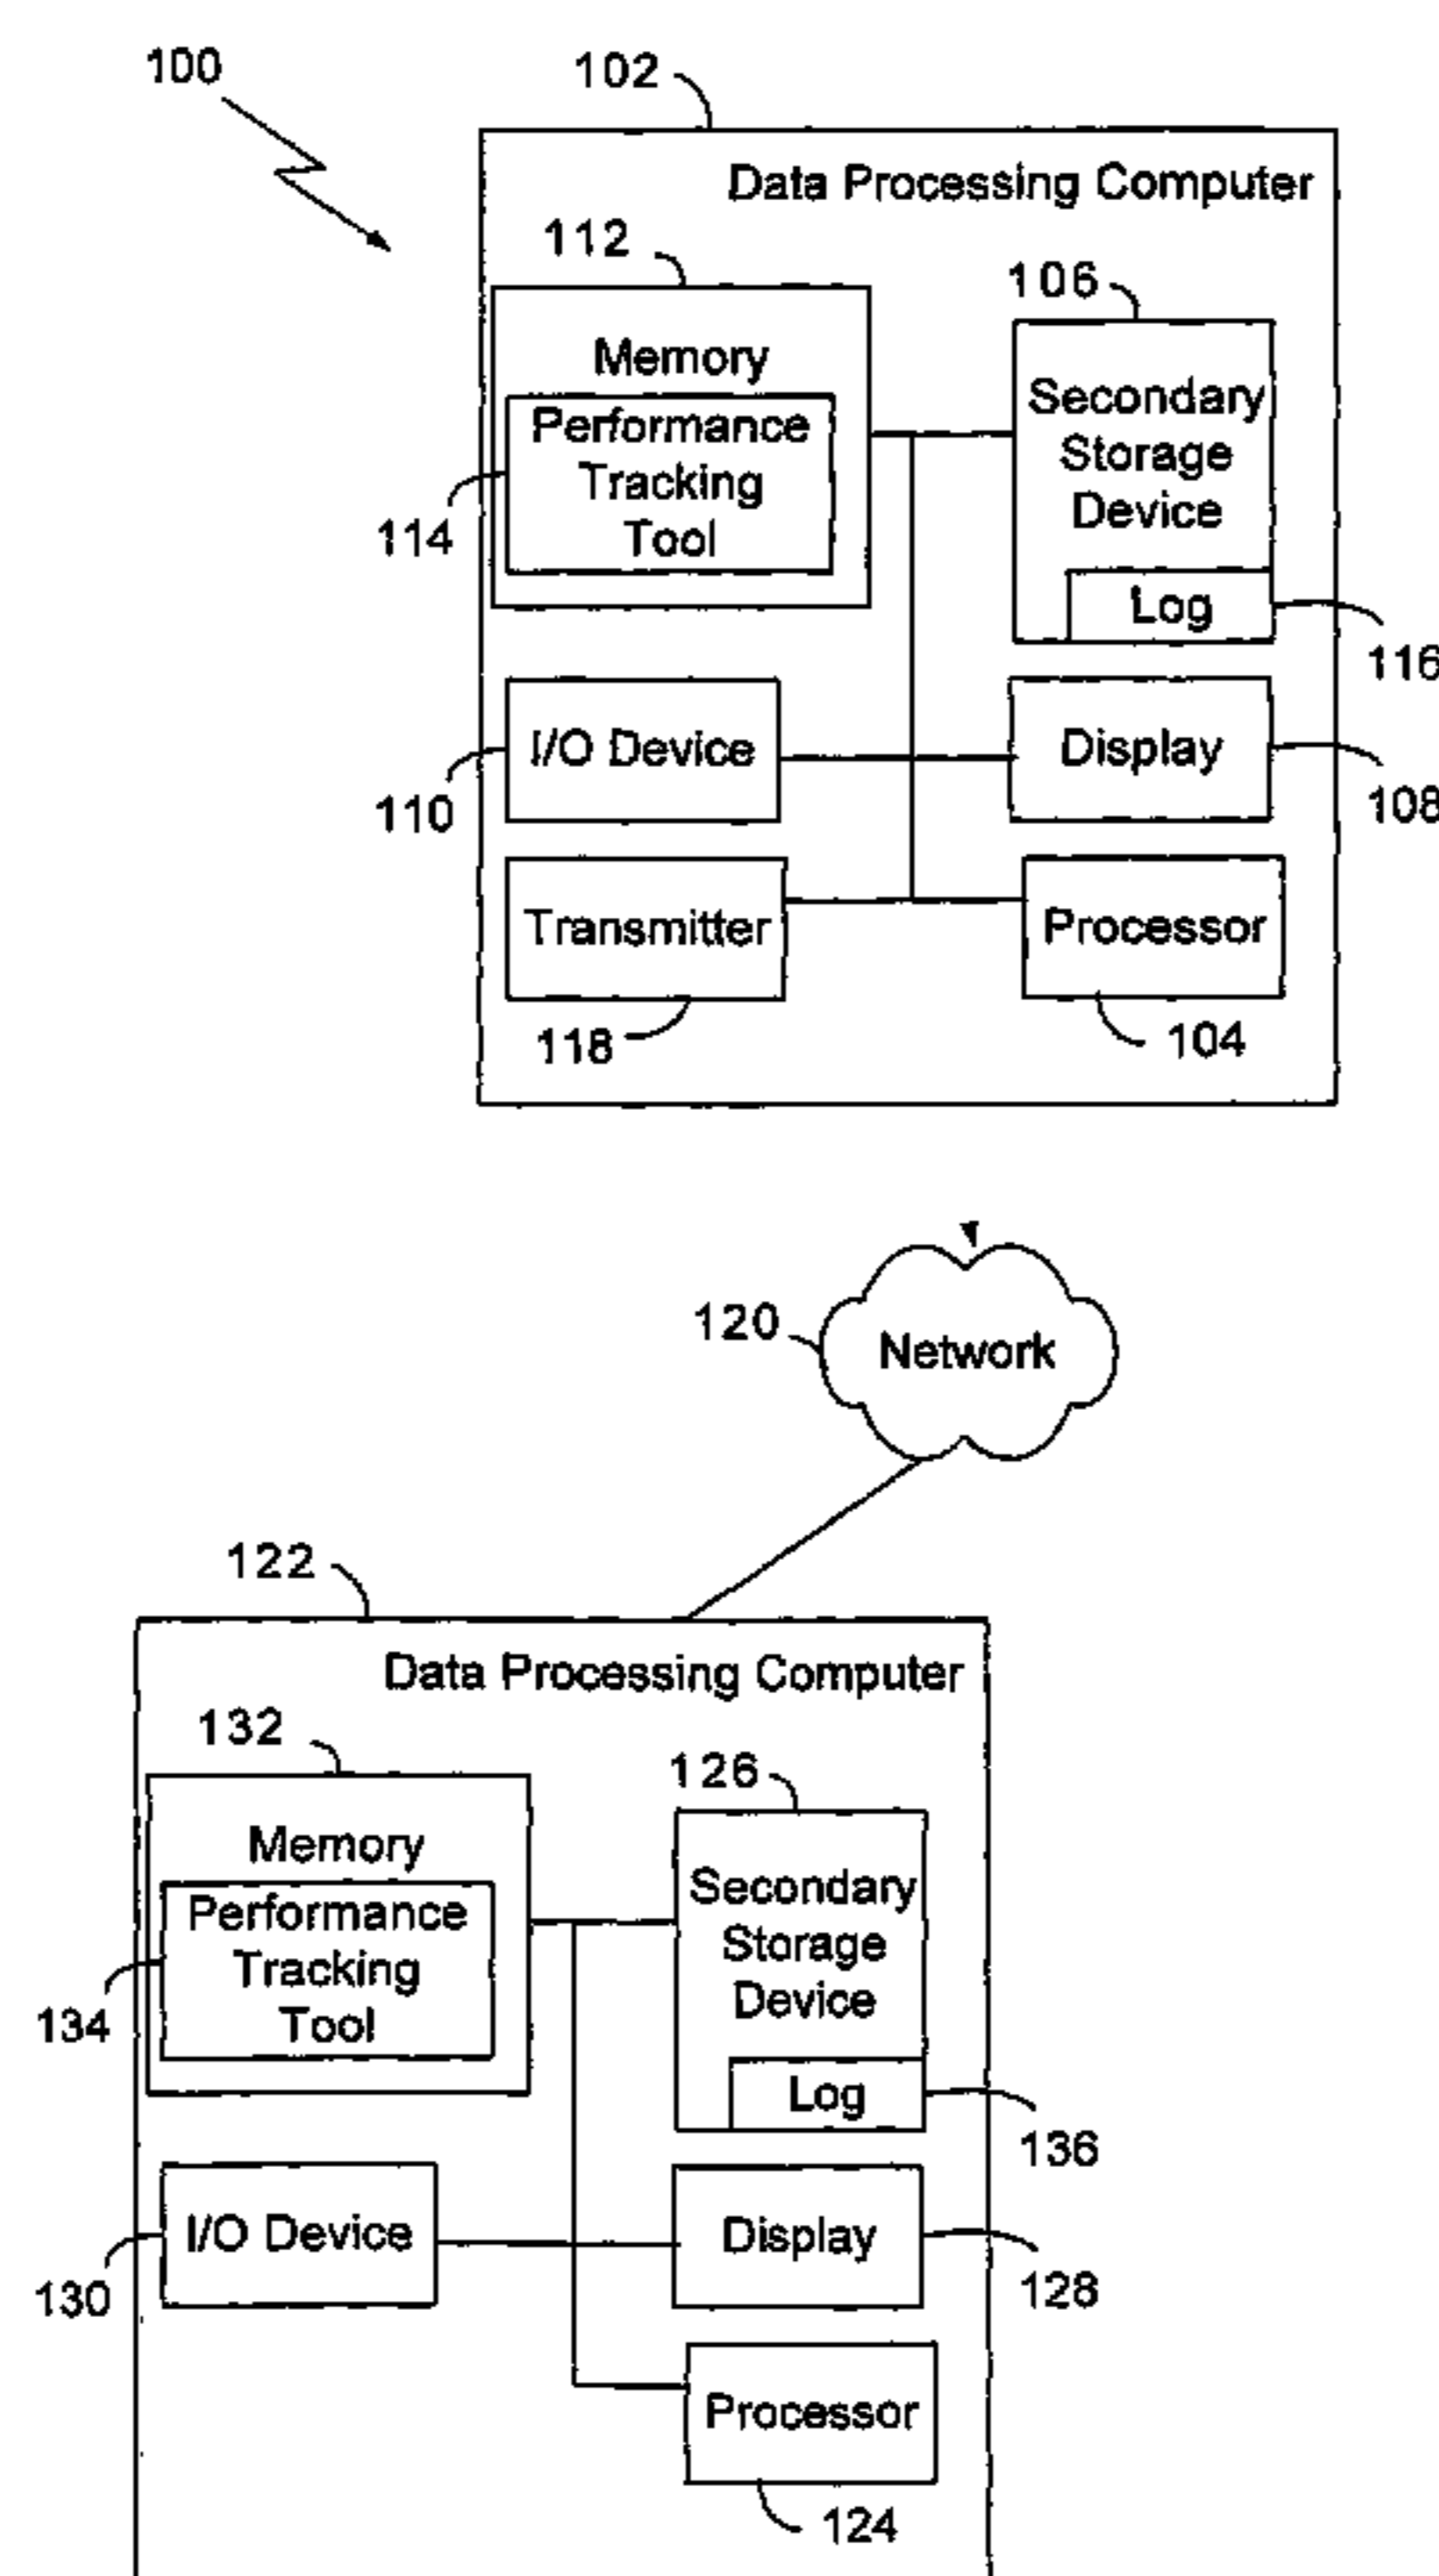 100
102
Data Processing Computer
112
106
Memory
Secondary
Storage
Device
Performance
Tracking
Tool
114
Log
116
I/O Device
Display
110
108
Transmitter
Processor
118
104
120
Network
122
Data Processing Computer
132
126
Memory
Secondary
Storage
Device
Performance
Tracking
Tool
134
Log
136
I/O Device
Display
130
128
Processor
124